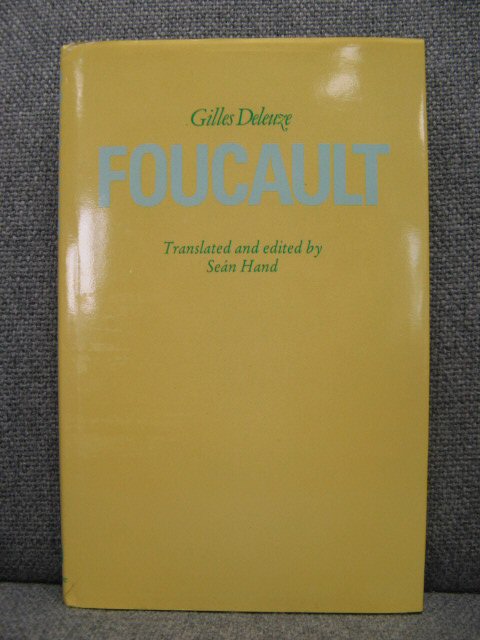 Gilles Deleuze
FOUCAULT
Translated and edited by
Seán Hand